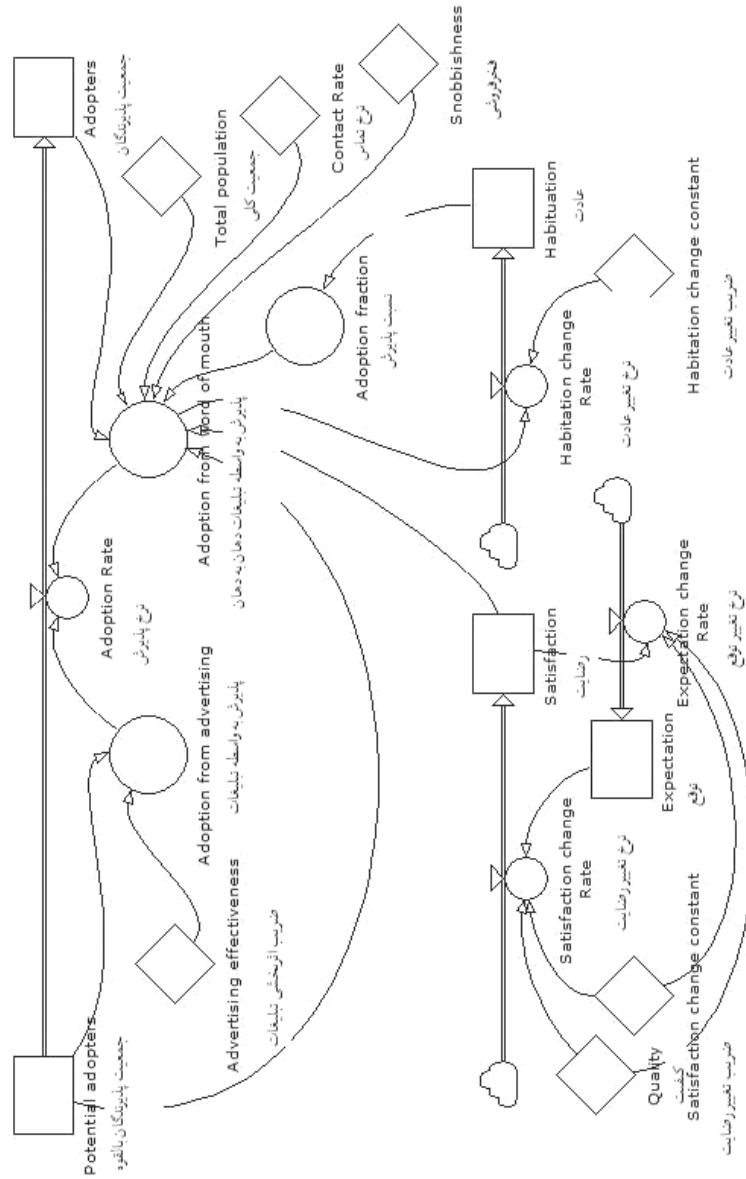 Potential adopters
جمعیت پذیرندگان بالقوه
Adopters
جمعیت پذیرندگان
Adoption Rate
نرخ پذیرش
Advertising effectiveness
ضریب اثربخشی تبلیغات
Adoption from advertising
پذیرش به واسطه تبلیغات
Adoption from word of mouth
پذیرش به واسطه تبلیغات دهان به دهان
Total population
جمعیت کلی
Contact Rate
نرخ تماس
Snobbishness
فخرفروشی
Adoption fraction
نسبت پذیرش
Satisfaction
رضایت
Habituation
عادت
Satisfaction change
Rate
نرخ تغییر رضایت
Habitation change
Rate
نرخ تغییر عادت
Expectation
توقع
Expectation change
Rate
نرخ تغییر توقع
Quality
کیفیت
Satisfaction change constant
ضریب تغییر رضایت
Habitation change constant
ضریب تغییر عادت